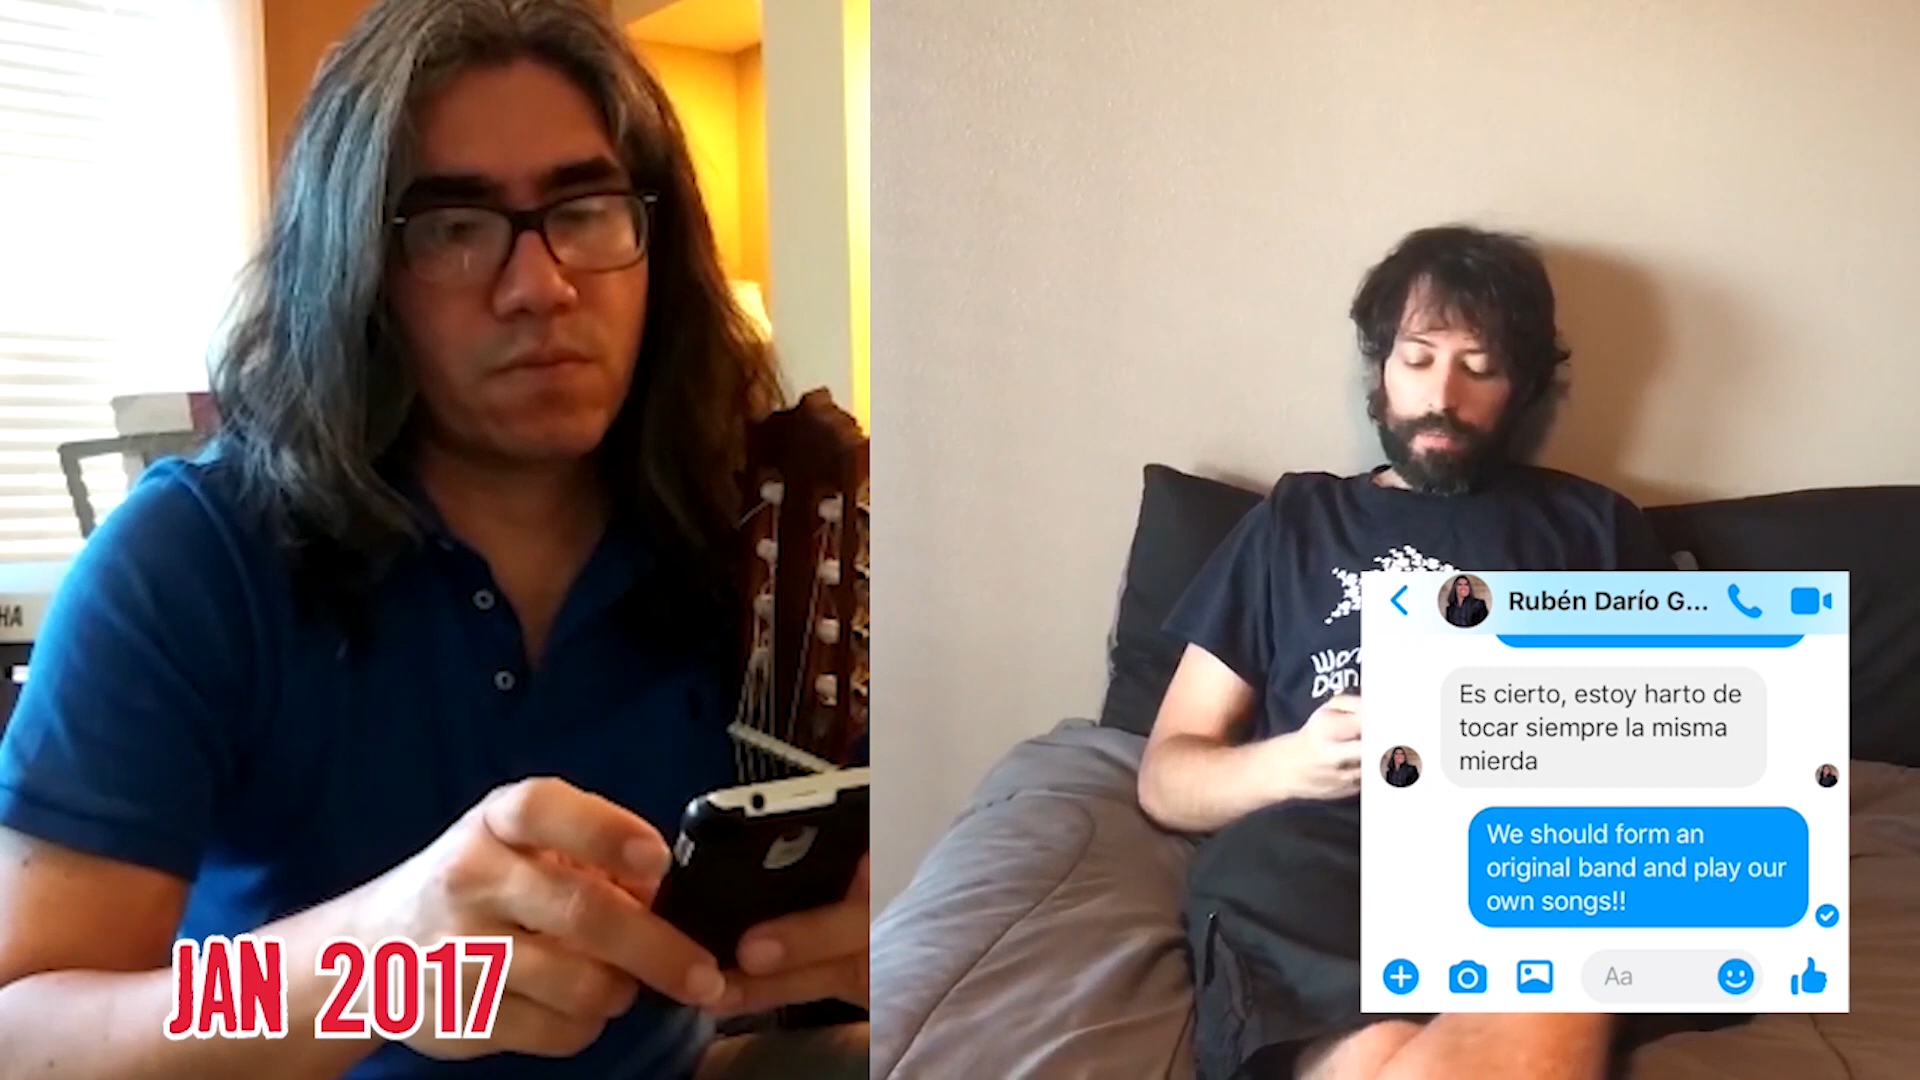 HA
JAN 2017
Rubén Darío G...
Es cierto, estoy harto de
tocar siempre la misma
mierda
We should form an
original band and play our
own songs!!
Aa